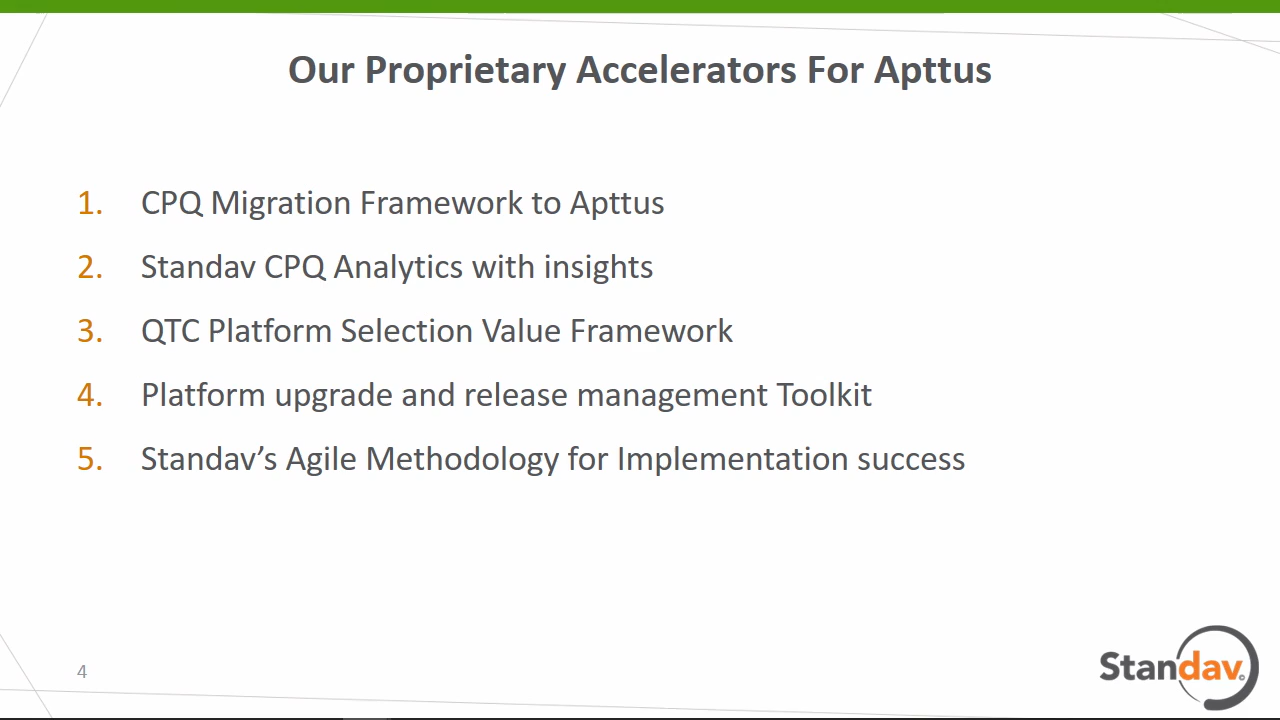 Our Proprietary Accelerators For Apttus
1. CPQ Migration Framework to Apttus
2. Standav CPQ Analytics with insights
3. QTC Platform Selection Value Framework
4. Platform upgrade and release management Toolkit
5. Standav’s Agile Methodology for Implementation success
4
Standav©